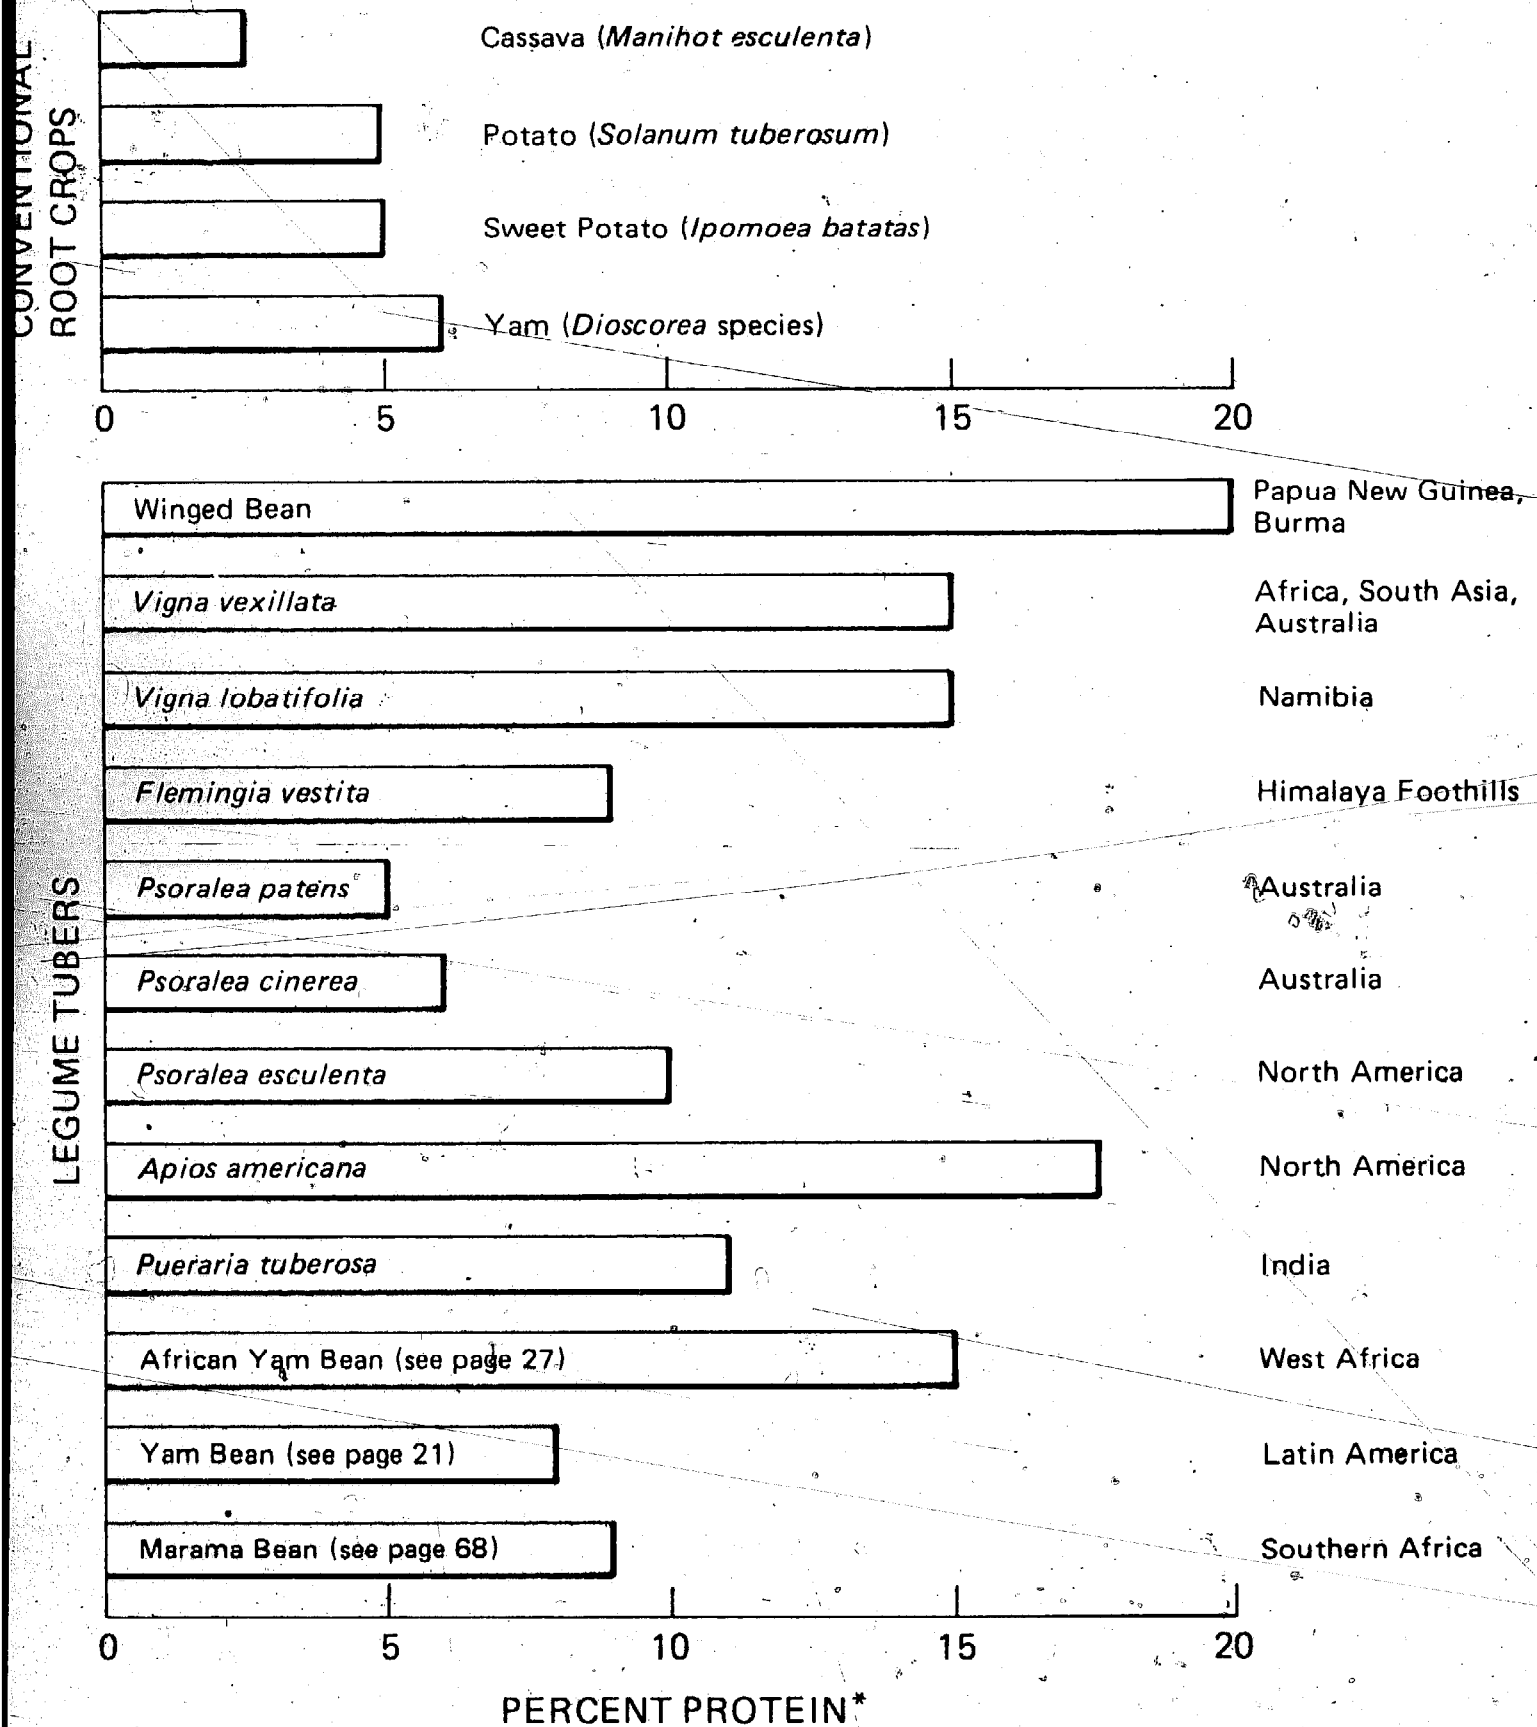 CONVENTIONAL
ROOT CROPS
Cassava (Manihot esculenta)
Potato (Solanum tuberosum)
Sweet Potato (Ipomoea batatas)
Yam (Dioscorea species)
0 5 10 15 20
LEGUME TUBERS
Winged Bean
Papua New Guinea,
Burma
Vigna vexillata
Africa, South Asia,
Australia
Vigna lobatifolia
Namibia
Flemingia vestita
Himalaya Foothills
Psoralea patens
Australia
Psoralea cinerea
Australia
Psoralea esculenta
North America
Apios americana
North America
Pueraria tuberosa
India
African Yam Bean (see page 27)
West Africa
Yam Bean (see page 21)
Latin America
Marama Bean (see page 68)
Southern Africa
0 5 10 15 20
PERCENT PROTEIN*